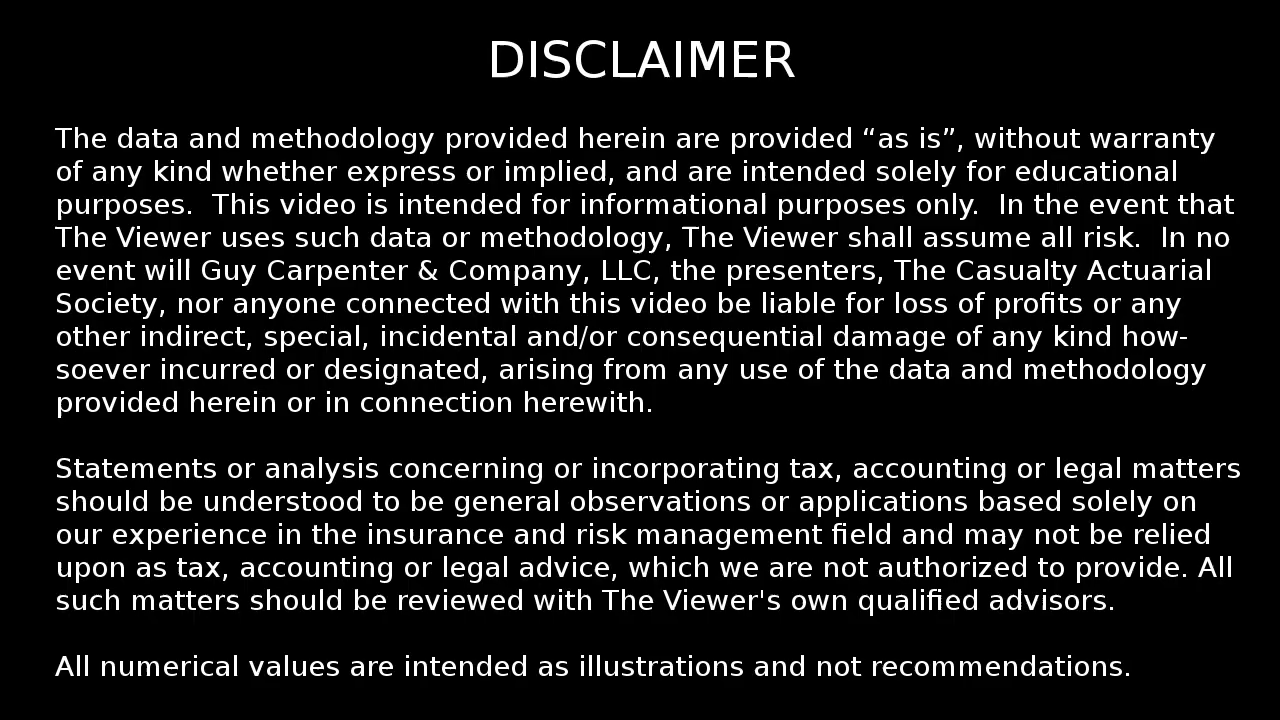 DISCLAIMER
The data and methodology provided herein are provided “as is”, without warranty
of any kind whether express or implied, and are intended solely for educational
purposes.  This video is intended for informational purposes only.  In the event that
The Viewer uses such data or methodology, The Viewer shall assume all risk.  In no
event will Guy Carpenter & Company, LLC, the presenters, The Casualty Actuarial
Society, nor anyone connected with this video be liable for loss of profits or any
other indirect, special, incidental and/or consequential damage of any kind how-
soever incurred or designated, arising from any use of the data and methodology
provided herein or in connection herewith.
Statements or analysis concerning or incorporating tax, accounting or legal matters
should be understood to be general observations or applications based solely on
our experience in the insurance and risk management field and may not be relied
upon as tax, accounting or legal advice, which we are not authorized to provide. All
such matters should be reviewed with The Viewer's own qualified advisors.
All numerical values are intended as illustrations and not recommendations.